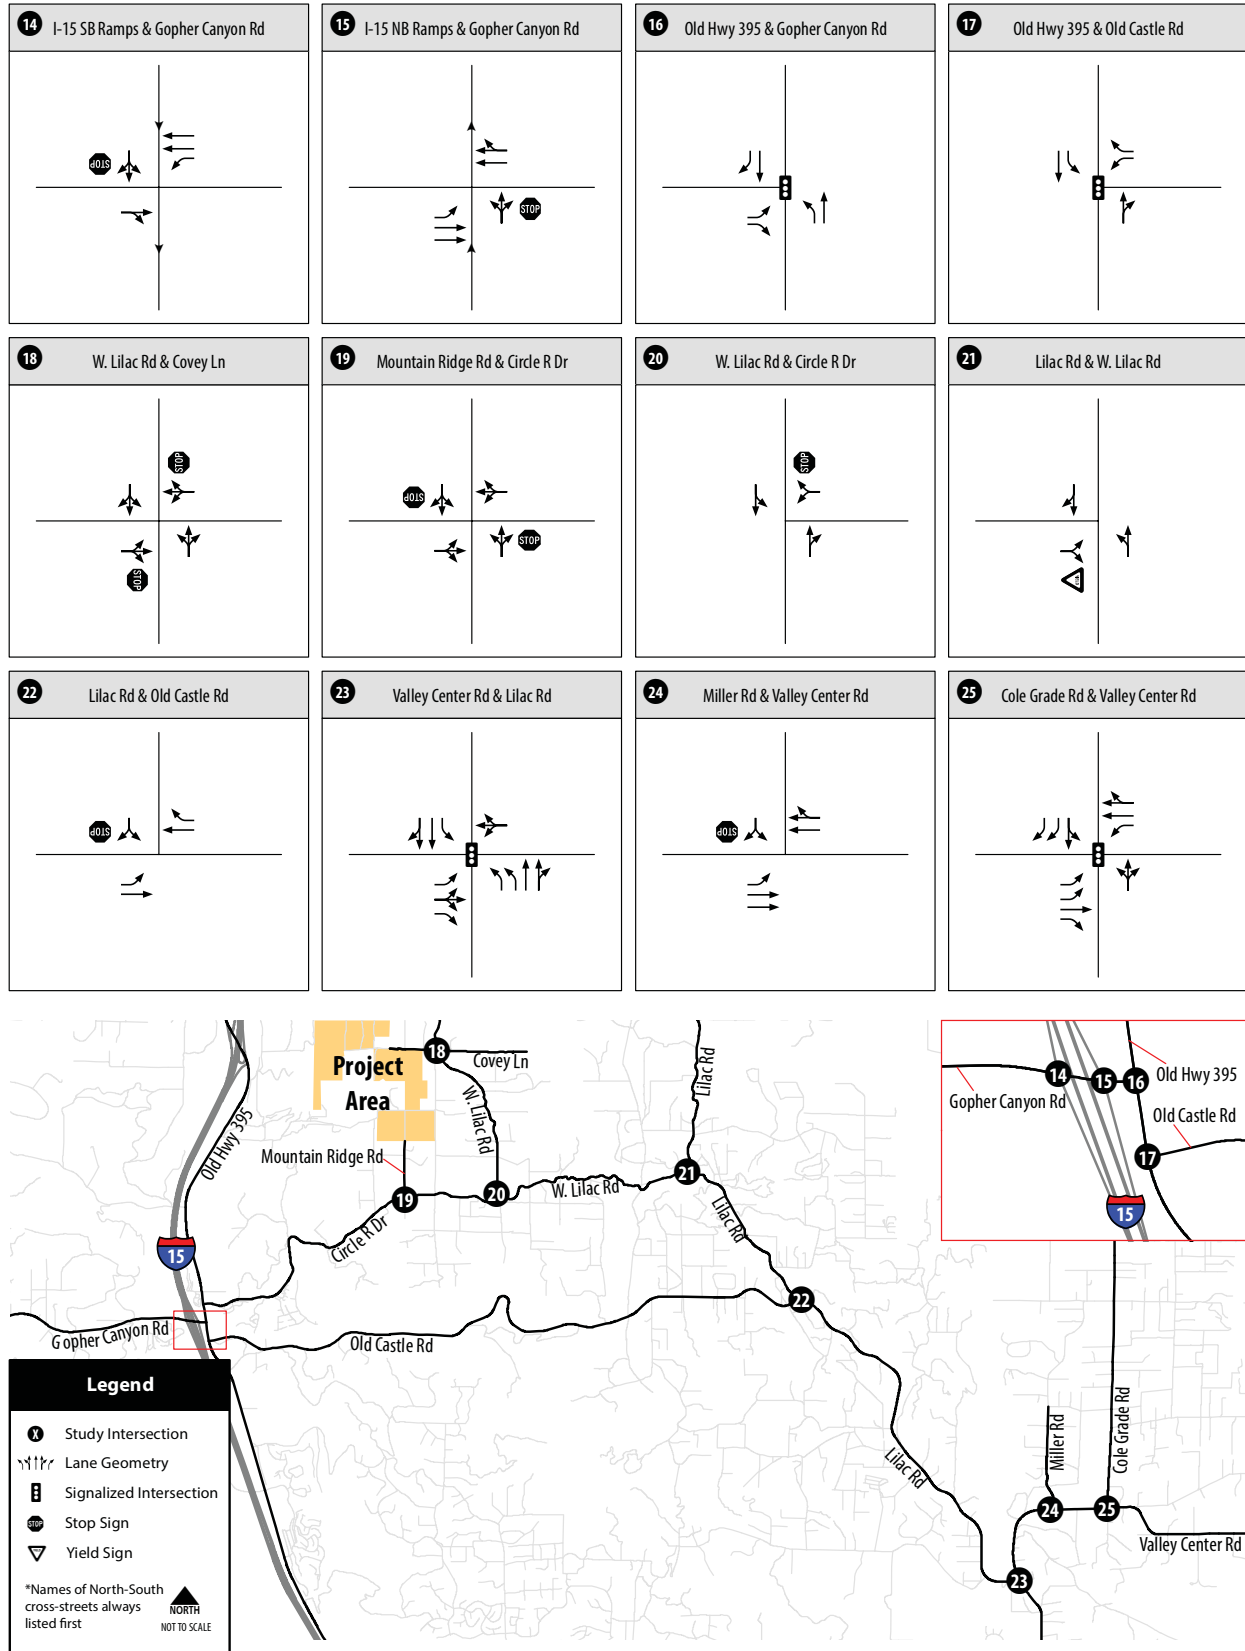 14 I-15 SB Ramps & Gopher Canyon Rd
15 I-15 NB Ramps & Gopher Canyon Rd
16 Old Hwy 395 & Gopher Canyon Rd
17 Old Hwy 395 & Old Castle Rd
STOP
STOP
18 W. Lilac Rd & Covey Ln
19 Mountain Ridge Rd & Circle R Dr
20 W. Lilac Rd & Circle R Dr
21 Lilac Rd & W. Lilac Rd
STOP
STOP
STOP
STOP
STOP
22 Lilac Rd & Old Castle Rd
23 Valley Center Rd & Lilac Rd
24 Miller Rd & Valley Center Rd
25 Cole Grade Rd & Valley Center Rd
STOP
STOP
Project
Area
18
Covey Ln
W. Lilac Rd
Lilac Rd
Old Hwy 395
Mountain Ridge Rd
19
20
W. Lilac Rd
21
Circle R Dr
Lilac Rd
15
22
Gopher Canyon Rd
Old Castle Rd
14
15
16
Old Hwy 395
Gopher Canyon Rd
Old Castle Rd
17
15
Lilac Rd
Miller Rd
Cole Grade Rd
24
25
Valley Center Rd
23
Legend
X Study Intersection
Lane Geometry
Signalized Intersection
STOP Stop Sign
Yield Sign
*Names of North-South
cross-streets always
listed first
NORTH
NOT TO SCALE